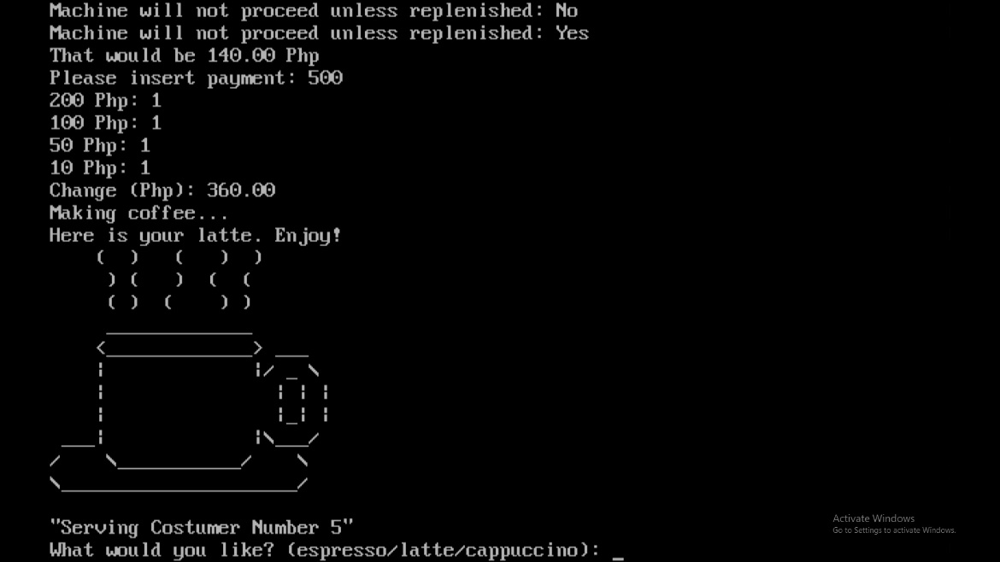 Machine will not proceed unless replenished: No
Machine will not proceed unless replenished: Yes
That would be 140.00 Php
Please insert payment: 500
200 Php: 1
100 Php: 1
50 Php: 1
10 Php: 1
Change (Php): 360.00
Making coffee...
Here is your latte. Enjoy!
"Serving Costumer Number 5"
What would you like? (espresso/latte/cappuccino): _
Activate Windows
Go to Settings to activate Windows.